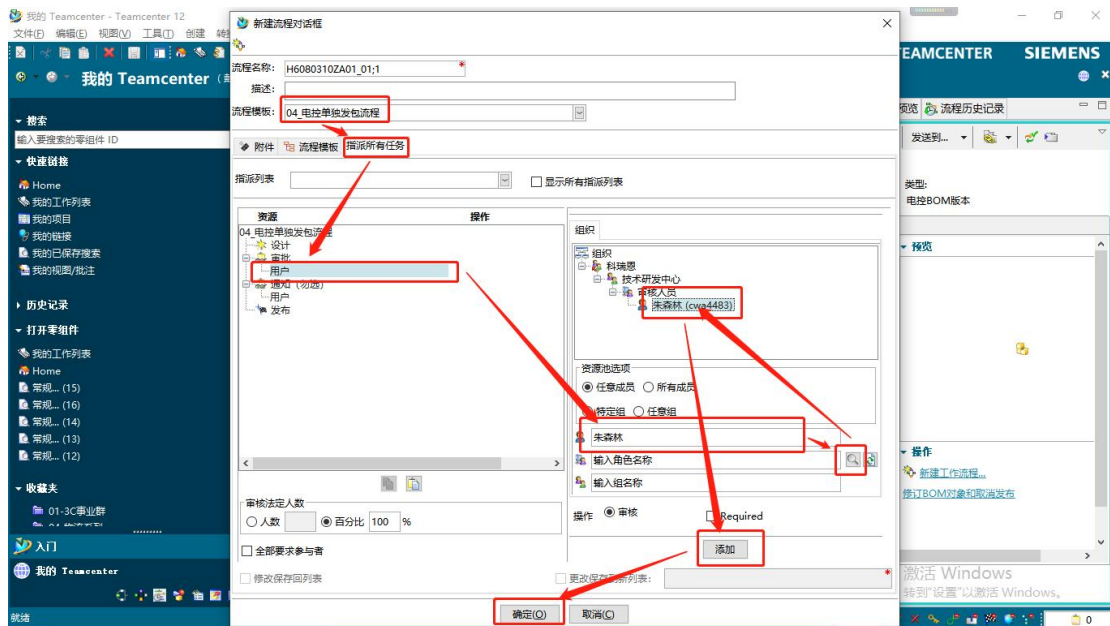 我的 Teamcenter - Teamcenter 12
文件(F) 编辑(E) 视图(V) 工具(T) 创建
我的 Teamcenter
搜索
输入要搜索的零组件 ID
快速链接
Home
我的工作列表
我的项目
我的链接
我的已保存搜索
我的视图/批注
历史记录
打开零组件
我的工作列表
Home
常规... (15)
常规... (16)
常规... (14)
常规... (13)
常规... (12)
收藏夹
01-3C事业群
入门
我的 Teamcenter
就绪
新建流程对话框
流程名称: H6080310ZA01_01;1 *
描述:
流程模板: 04_电控单独发包流程
附件 流程模板 指派所有任务
指派列表 显示所有指派列表
资源 操作
04_电控单独发包流程
设计
审批
用户
通知（勿选）
用户
发布
审核法定人数
人数 百分比 100 %
全部要求参与者
修改保存回列表
组织
组织
科瑞恩
技术研发中心
审核人员
朱森林 (cwa4483)
资源池选项
任意成员 所有成员
特定组 任意组
朱森林
输入角色名称
输入组名称
操作 审核 Required
添加
更改保存到新列表: *
确定(O) 取消(C)
TEAMCENTER SIEMENS
预览 流程历史记录
发送到...
类型:
电控BOM版本
预览
操作
新建工作流程...
修订BOM对象和取消发布
激活 Windows
转到"设置"以激活 Windows。
0